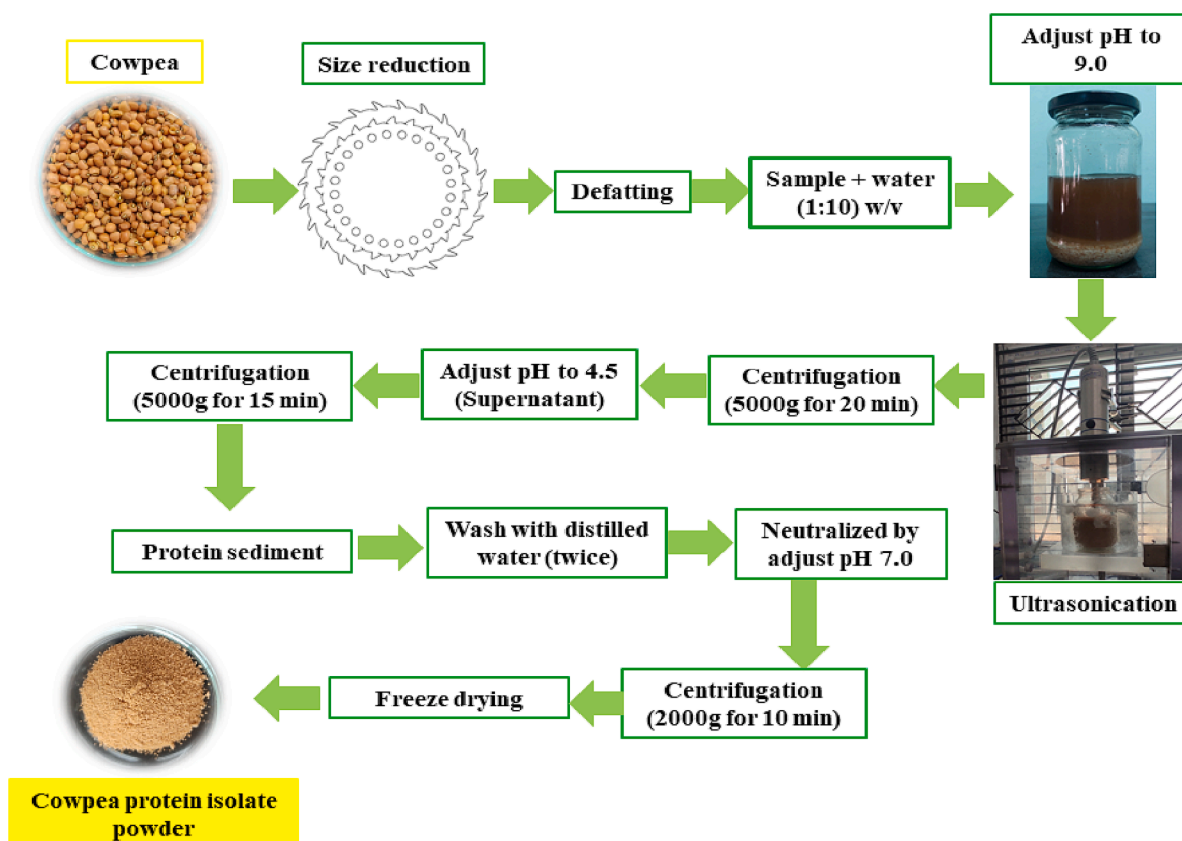 Cowpea
Size reduction
Adjust pH to
9.0
Defatting
Sample + water
(1:10) w/v
Centrifugation
(5000g for 15 min)
Adjust pH to 4.5
(Supernatant)
Centrifugation
(5000g for 20 min)
Ultrasonication
Protein sediment
Wash with distilled
water (twice)
Neutralized by
adjust pH 7.0
Centrifugation
(2000g for 10 min)
Freeze drying
Cowpea protein isolate
powder